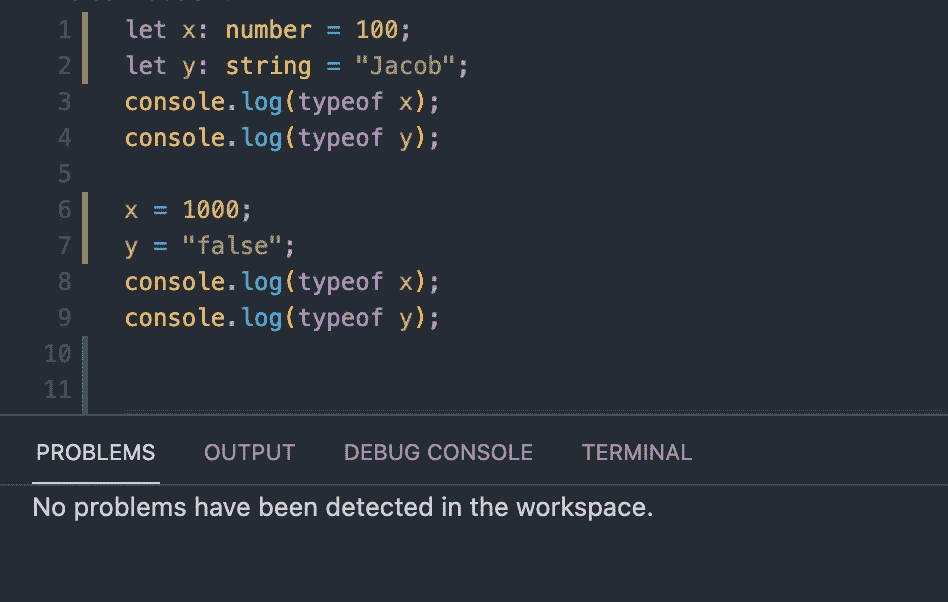 1 let x: number = 100;
2 let y: string = "Jacob";
3 console.log(typeof x);
4 console.log(typeof y);
5
6 x = 1000;
7 y = "false";
8 console.log(typeof x);
9 console.log(typeof y);
10
11
PROBLEMS OUTPUT DEBUG CONSOLE TERMINAL
No problems have been detected in the workspace.